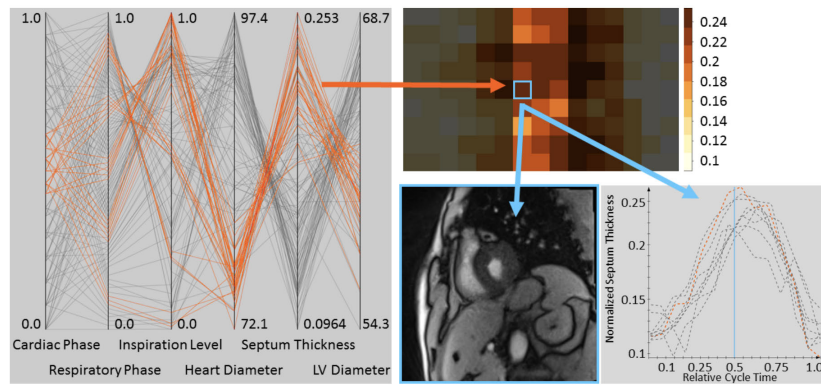 1.0 1.0 1.0 97.4 0.253 68.7
0.0 0.0 0.0 72.1 0.0964 54.3
Cardiac Phase Inspiration Level Septum Thickness
Respiratory Phase Heart Diameter LV Diameter
0.24
0.22
0.20
0.18
0.16
0.14
0.12
0.1
Normalized Septum Thickness
0.25
0.2
0.15
0.1
0.1 0.25 0.5 0.75 1.0
Relative Cycle Time